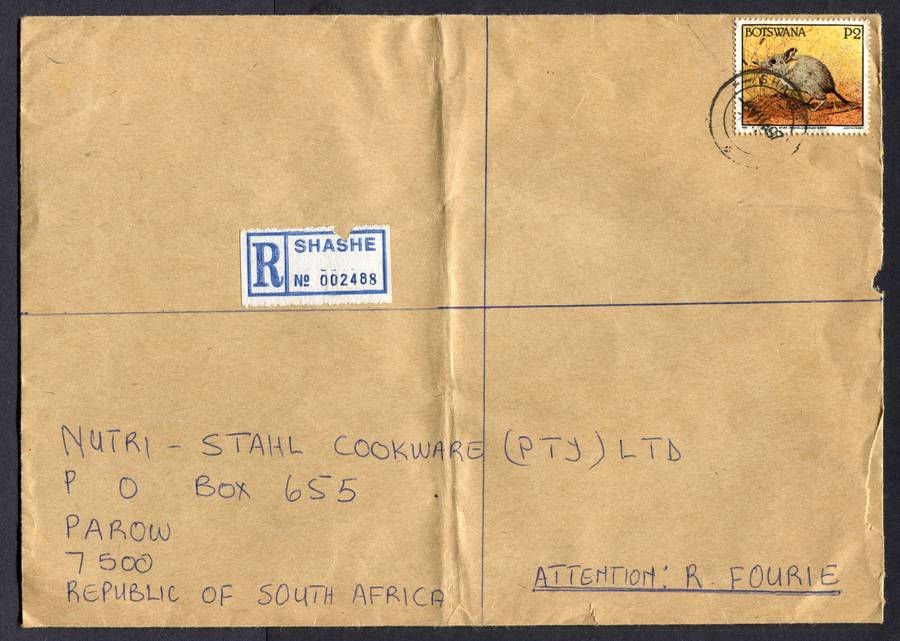 BOTSWANA P2
R SHASHE
No 002488
NUTRI - STAHL COOKWARE (PTY) LTD
P O BOX 655
PAROW
7500
REPUBLIC OF SOUTH AFRICA
ATTENTION: R. FOURIE